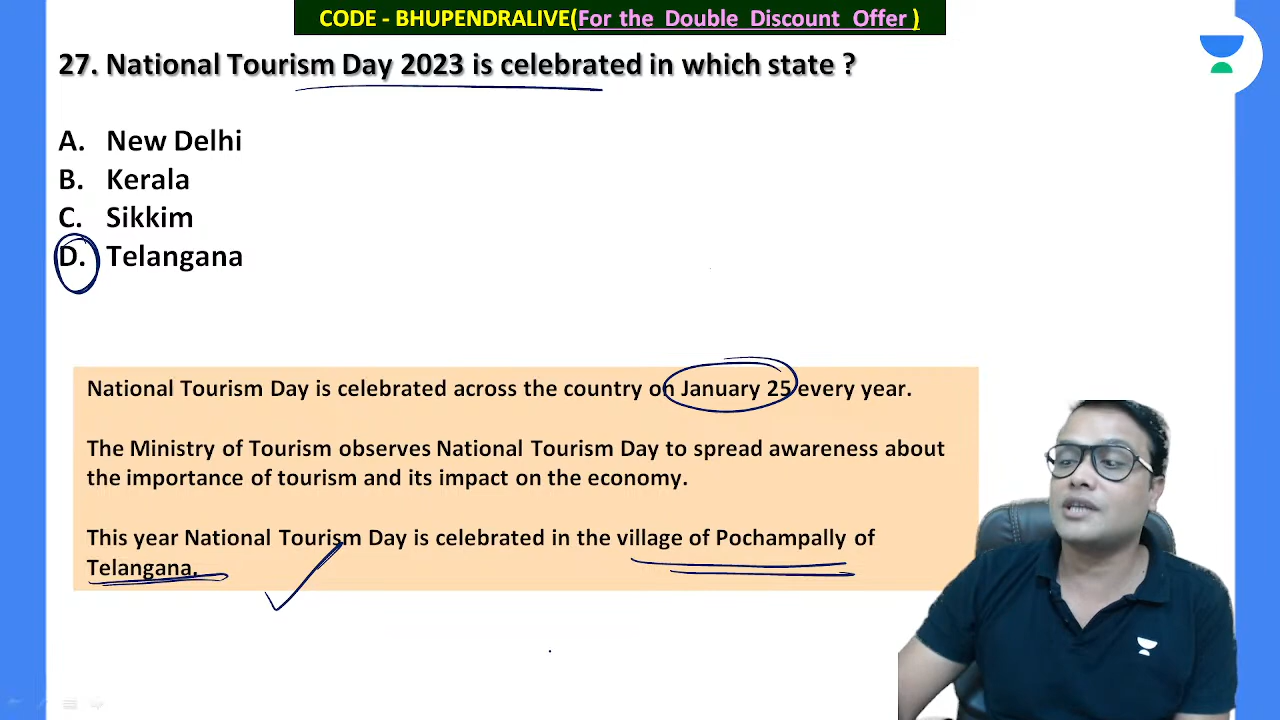 CODE - BHUPENDRALIVE(For the Double Discount Offer )
27. National Tourism Day 2023 is celebrated in which state ?
A. New Delhi
B. Kerala
C. Sikkim
D. Telangana
National Tourism Day is celebrated across the country on January 25 every year.
The Ministry of Tourism observes National Tourism Day to spread awareness about
the importance of tourism and its impact on the economy.
This year National Tourism Day is celebrated in the village of Pochampally of
Telangana.